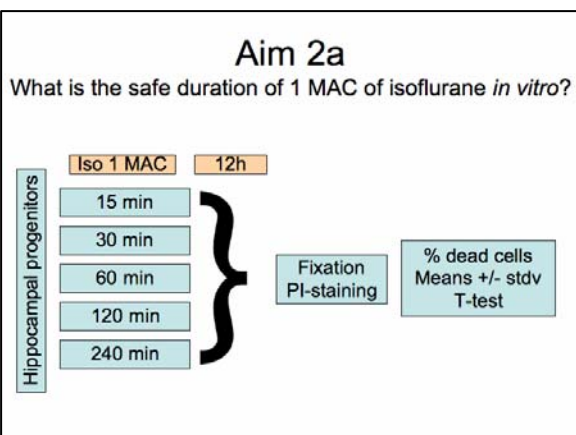 Aim 2a
What is the safe duration of 1 MAC of isoflurane in vitro?
Iso 1 MAC
12h
Hippocampal progenitors
15 min
30 min
60 min
120 min
240 min
Fixation
PI-staining
% dead cells
Means +/- stdv
T-test